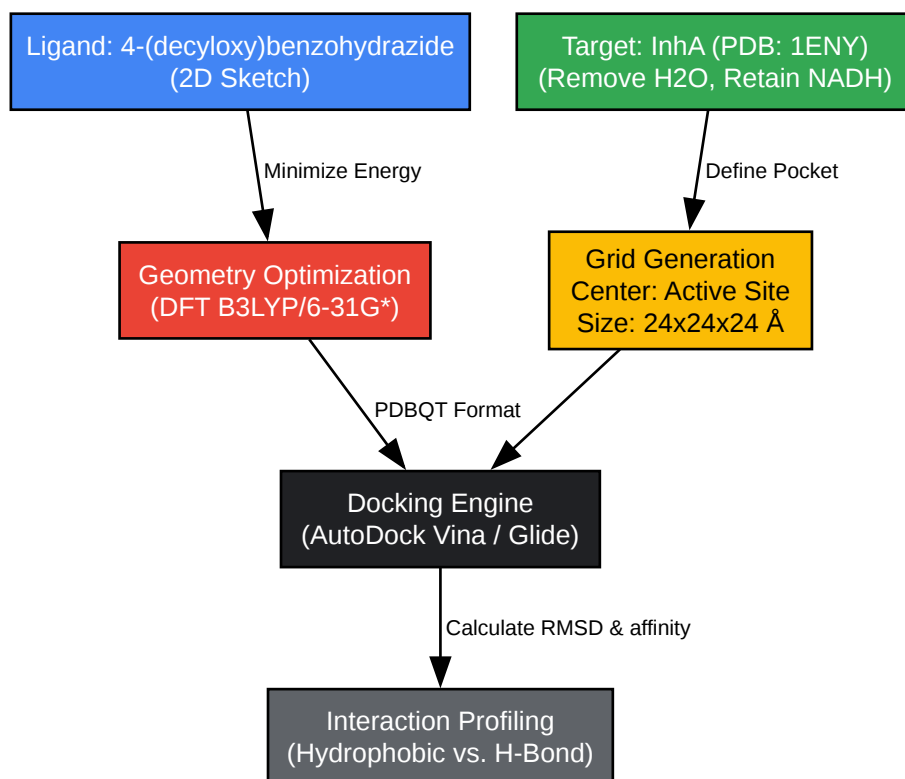 Ligand: 4-(decyloxy)benzohydrazide
(2D Sketch)
Target: InhA (PDB: 1ENY)
(Remove H2O, Retain NADH)
Minimize Energy
Define Pocket
Geometry Optimization
(DFT B3LYP/6-31G*)
Grid Generation
Center: Active Site
Size: 24x24x24 Å
PDBQT Format
Docking Engine
(AutoDock Vina / Glide)
Calculate RMSD & affinity
Interaction Profiling
(Hydrophobic vs. H-Bond)